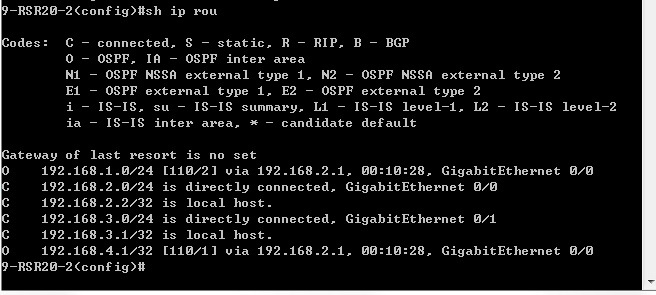 9-RSR20-2(config)#sh ip rou
Codes:  C - connected, S - static, R - RIP, B - BGP
O - OSPF, IA - OSPF inter area
N1 - OSPF NSSA external type 1, N2 - OSPF NSSA external type 2
E1 - OSPF external type 1, E2 - OSPF external type 2
i - IS-IS, su - IS-IS summary, L1 - IS-IS level-1, L2 - IS-IS level-2
ia - IS-IS inter area, * - candidate default
Gateway of last resort is no set
O    192.168.1.0/24 [110/2] via 192.168.2.1, 00:10:28, GigabitEthernet 0/0
C    192.168.2.0/24 is directly connected, GigabitEthernet 0/0
C    192.168.2.2/32 is local host.
C    192.168.3.0/24 is directly connected, GigabitEthernet 0/1
C    192.168.3.1/32 is local host.
O    192.168.4.1/32 [110/1] via 192.168.2.1, 00:10:28, GigabitEthernet 0/0
9-RSR20-2(config)#